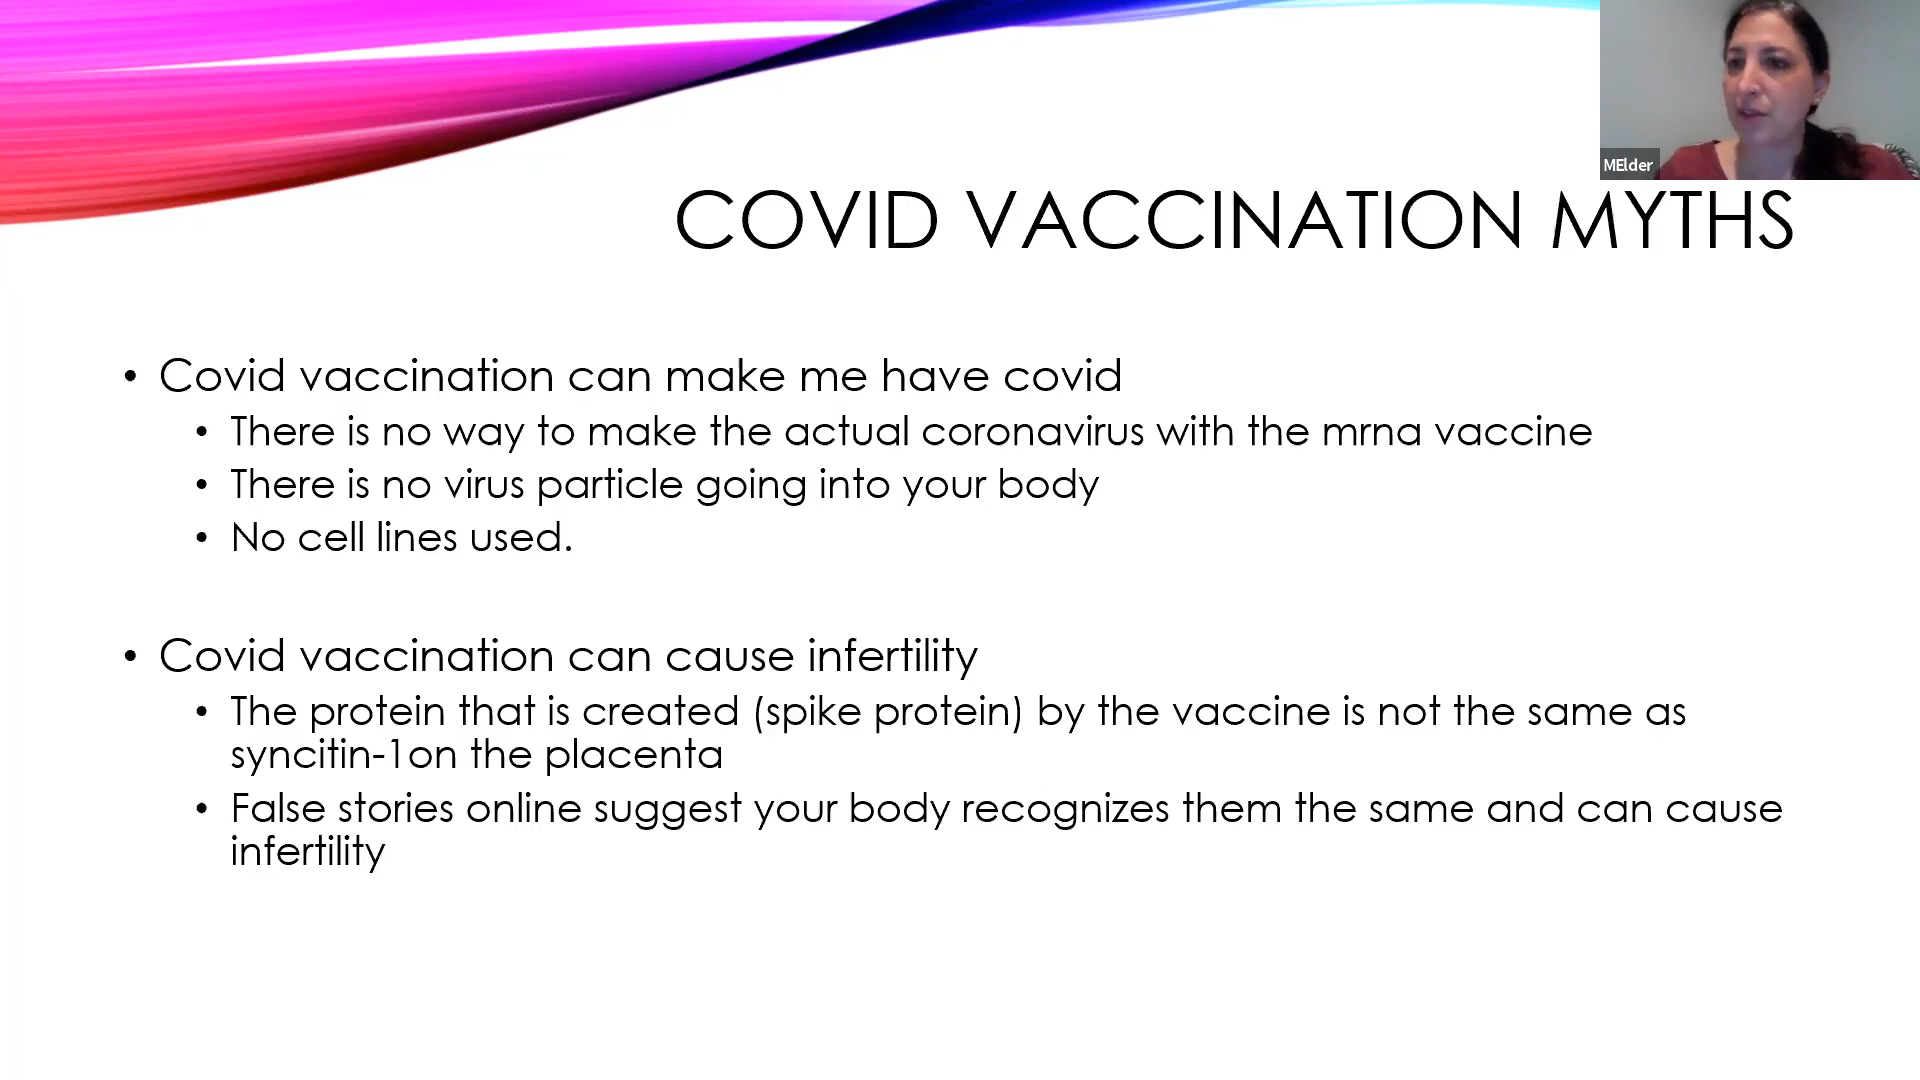 MElder
COVID VACCINATION MYTHS
• Covid vaccination can make me have covid
• There is no way to make the actual coronavirus with the mrna vaccine
• There is no virus particle going into your body
• No cell lines used.
• Covid vaccination can cause infertility
• The protein that is created (spike protein) by the vaccine is not the same as
syncitin-1on the placenta
• False stories online suggest your body recognizes them the same and can cause
infertility